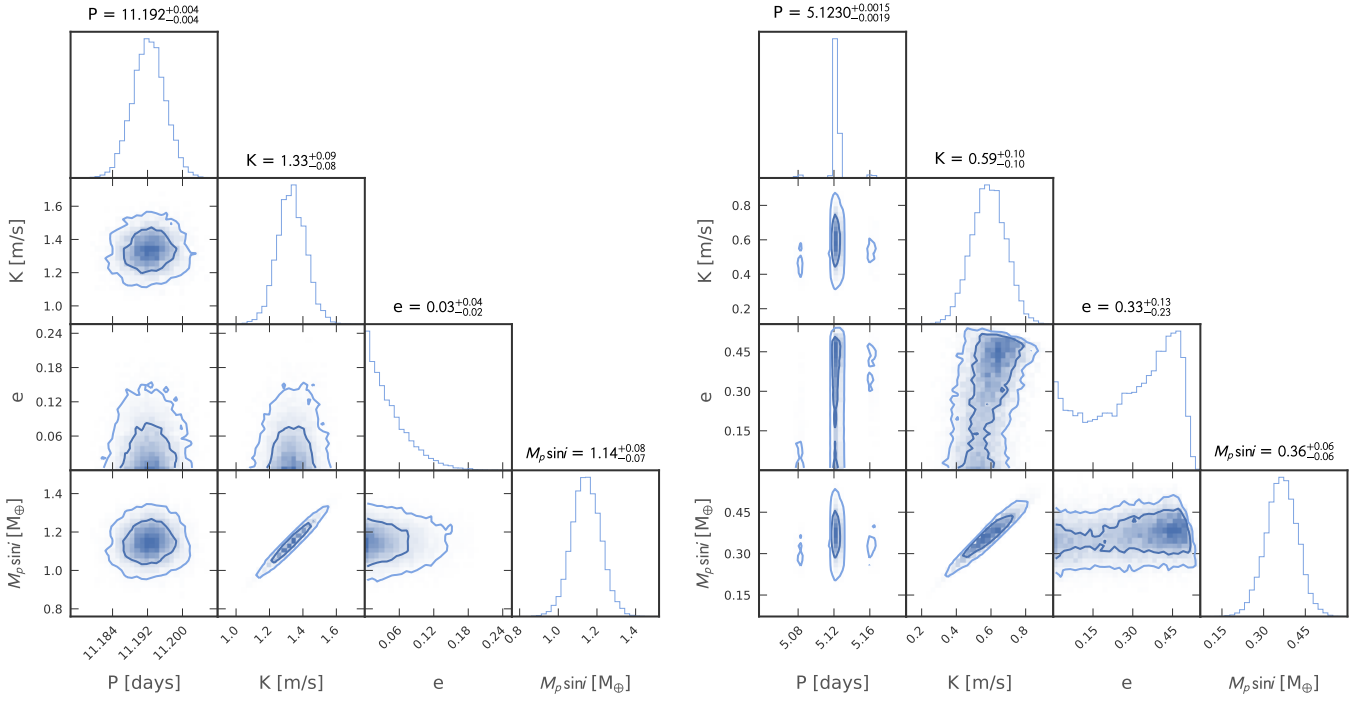 P = 11.192+0.004 −0.004
P = 5.1230+0.0015 −0.0019
K = 1.33+0.09 −0.08
K = 0.59+0.10 −0.10
e = 0.03+0.04 −0.02
e = 0.33+0.13 −0.23
Mp sini = 1.14+0.08 −0.07
Mp sini = 0.36+0.06 −0.06
K [m/s]
1.6
1.4
1.2
1.0
e
0.24
0.18
0.12
0.06
Mp sini [M⊕]
1.4
1.2
1.0
0.8
11.184 11.192 11.200
1.0 1.2 1.4 1.6
0.06 0.12 0.18 0.24
0.8 1.0 1.2 1.4
P [days] K [m/s] e Mp sini [M⊕]
K [m/s]
0.8
0.6
0.4
0.2
e
0.45
0.30
0.15
Mp sini [M⊕]
0.45
0.30
0.15
5.08 5.12 5.16
0.2 0.4 0.6 0.8
0.15 0.30 0.45
0.15 0.30 0.45
P [days] K [m/s] e Mp sini [M⊕]